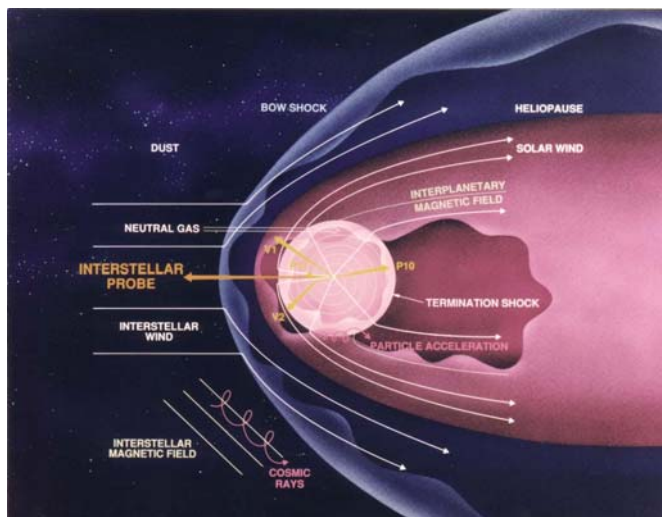 BOW SHOCK
HELIOPAUSE
DUST
SOLAR WIND
INTERPLANETARY
MAGNETIC FIELD
NEUTRAL GAS
V1
P10
INTERSTELLAR
PROBE
TERMINATION SHOCK
V2
INTERSTELLAR
WIND
PARTICLE ACCELERATION
INTERSTELLAR
MAGNETIC FIELD
COSMIC
RAYS